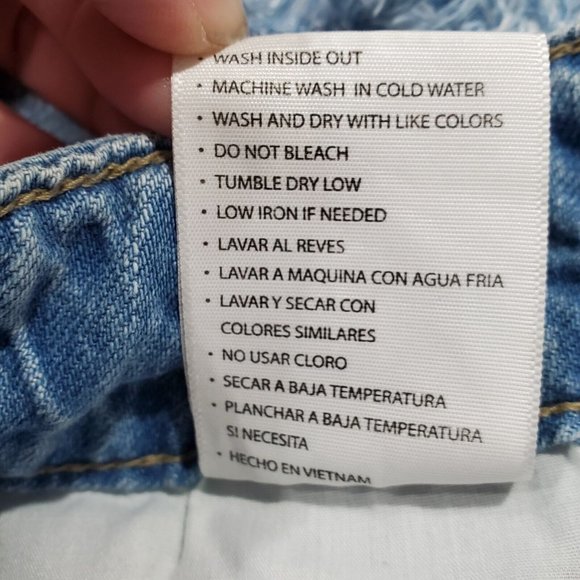 • WASH INSIDE OUT
• MACHINE WASH IN COLD WATER
• WASH AND DRY WITH LIKE COLORS
• DO NOT BLEACH
• TUMBLE DRY LOW
• LOW IRON IF NEEDED
• LAVAR AL REVES
• LAVAR A MAQUINA CON AGUA FRIA
• LAVAR Y SECAR CON
COLORES SIMILARES
• NO USAR CLORO
• SECAR A BAJA TEMPERATURA
• PLANCHAR A BAJA TEMPERATURA
SI NECESITA
• HECHO EN VIETNAM